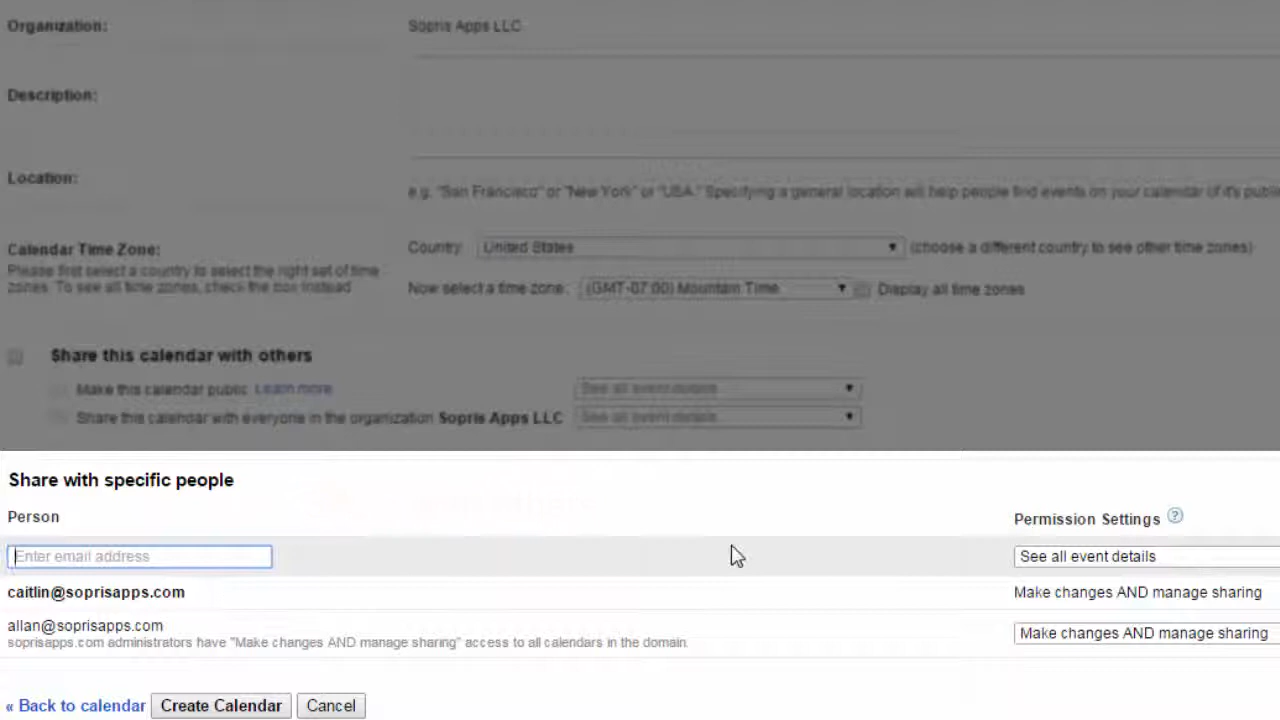 Organization: Sopris Apps LLC
Description:
Location:
e.g. "San Francisco" or "New York" or "USA." Specifying a general location will help people find events on your calendar (if it's publi
Calendar Time Zone: Country: United States (choose a different country to see other time zones)
Please first select a country to select the right set of time
zones. To see all time zones, check the box instead
Now select a time zone: (GMT-07:00) Mountain Time Display all time zones
Share this calendar with others
Make this calendar public Learn more See all event details
Share this calendar with everyone in the organization Sopris Apps LLC See all event details
Share with specific people
Person Permission Settings ?
Enter email address See all event details
caitlin@soprisapps.com Make changes AND manage sharing
allan@soprisapps.com Make changes AND manage sharing
soprisapps.com administrators have "Make changes AND manage sharing" access to all calendars in the domain.
« Back to calendar Create Calendar Cancel